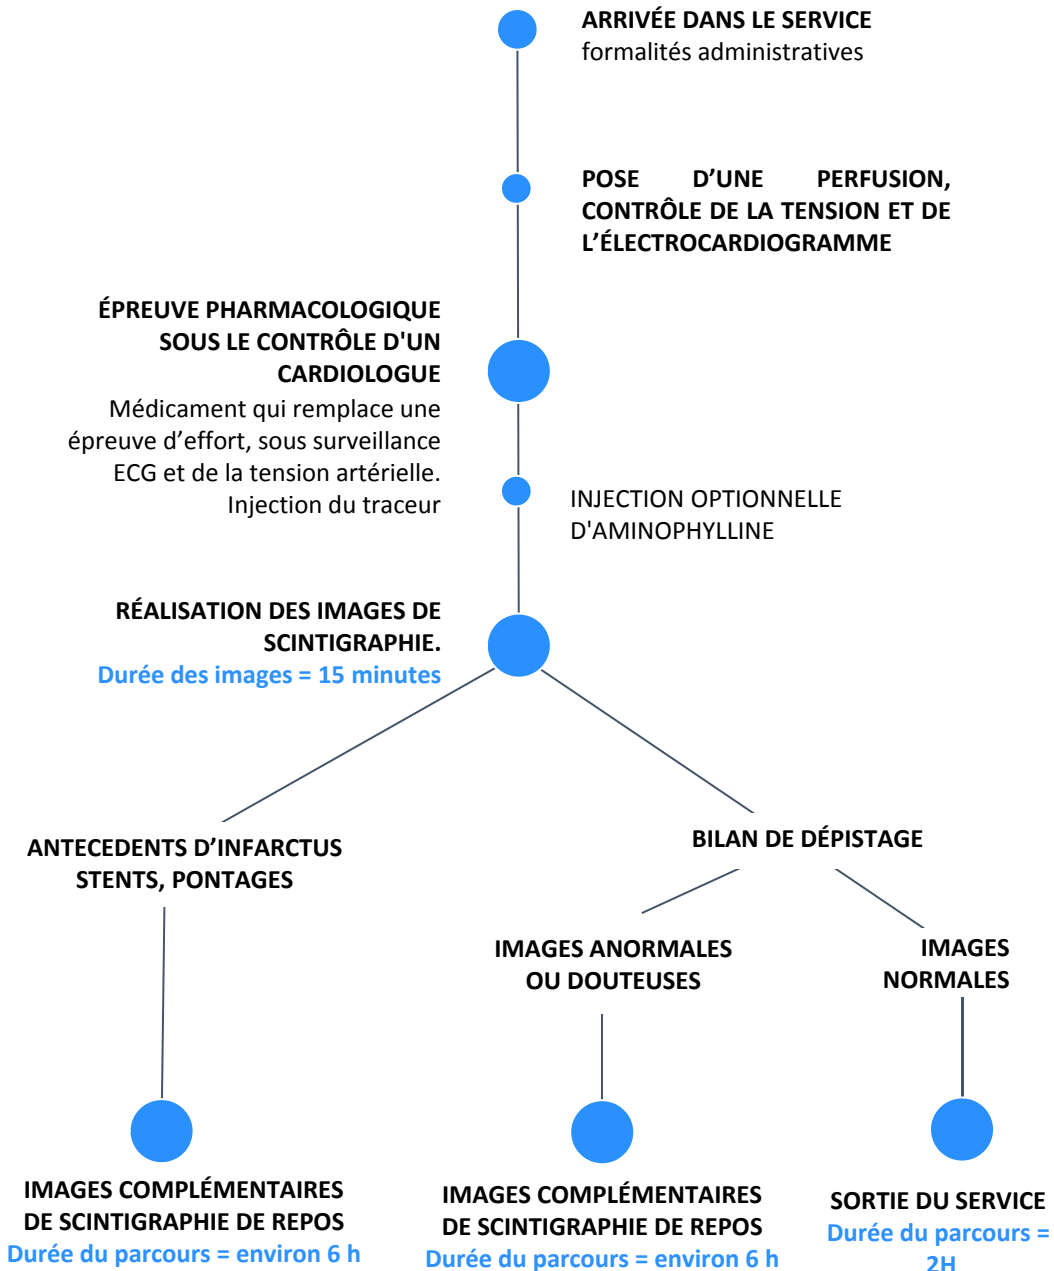 ARRIVÉE DANS LE SERVICE
formalités administratives
POSE D’UNE PERFUSION,
CONTRÔLE DE LA TENSION ET DE
L’ÉLECTROCARDIOGRAMME
ÉPREUVE PHARMACOLOGIQUE
SOUS LE CONTRÔLE D'UN
CARDIOLOGUE
Médicament qui remplace une
épreuve d’effort, sous surveillance
ECG et de la tension artérielle.
Injection du traceur
INJECTION OPTIONNELLE
D'AMINOPHYLLINE
RÉALISATION DES IMAGES DE
SCINTIGRAPHIE.
Durée des images = 15 minutes
ANTECEDENTS D’INFARCTUS
STENTS, PONTAGES
BILAN DE DÉPISTAGE
IMAGES ANORMALES
OU DOUTEUSES
IMAGES
NORMALES
IMAGES COMPLÉMENTAIRES
DE SCINTIGRAPHIE DE REPOS
Durée du parcours = environ 6 h
IMAGES COMPLÉMENTAIRES
DE SCINTIGRAPHIE DE REPOS
Durée du parcours = environ 6 h
SORTIE DU SERVICE
Durée du parcours =
2H